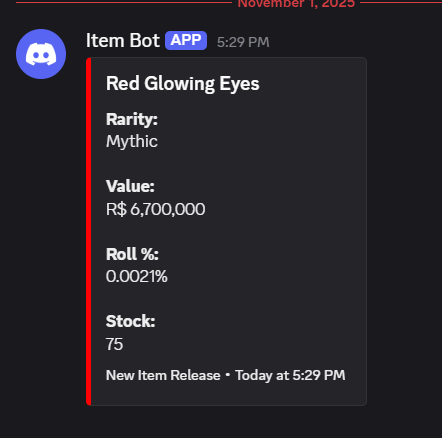 November 1, 2025
Item Bot APP 5:29 PM
Red Glowing Eyes
Rarity:
Mythic
Value:
R$ 6,700,000
Roll %:
0.0021%
Stock:
75
New Item Release • Today at 5:29 PM